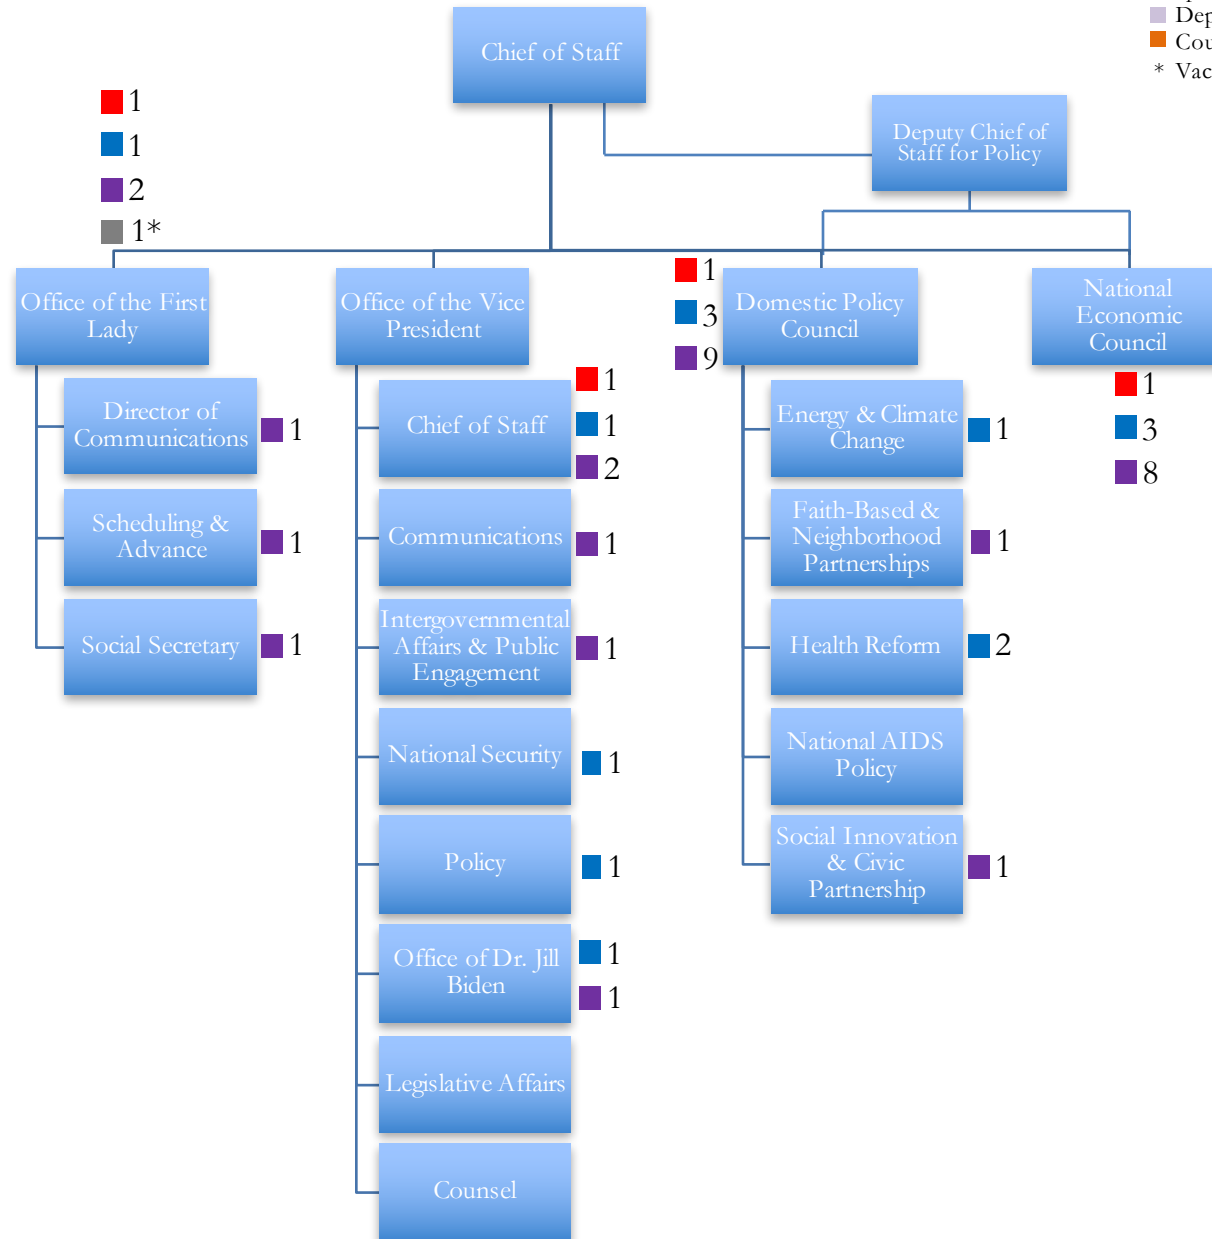 Chief of Staff
* Vac
Deputy Chief of
Staff for Policy
1
1
2
1*
Office of the First
Lady
Office of the Vice
President
1
3
9
Domestic Policy
Council
National
Economic
Council
1
3
8
Director of
Communications
1
Scheduling &
Advance
1
Social Secretary
1
Chief of Staff
1
1
2
Communications
1
Intergovernmental
Affairs & Public
Engagement
1
National Security
1
Policy
1
Office of Dr. Jill
Biden
1
1
Legislative Affairs
Counsel
Energy & Climate
Change
1
Faith-Based &
Neighborhood
Partnerships
1
Health Reform
2
National AIDS
Policy
Social Innovation
& Civic
Partnership
1
Dep
Cou